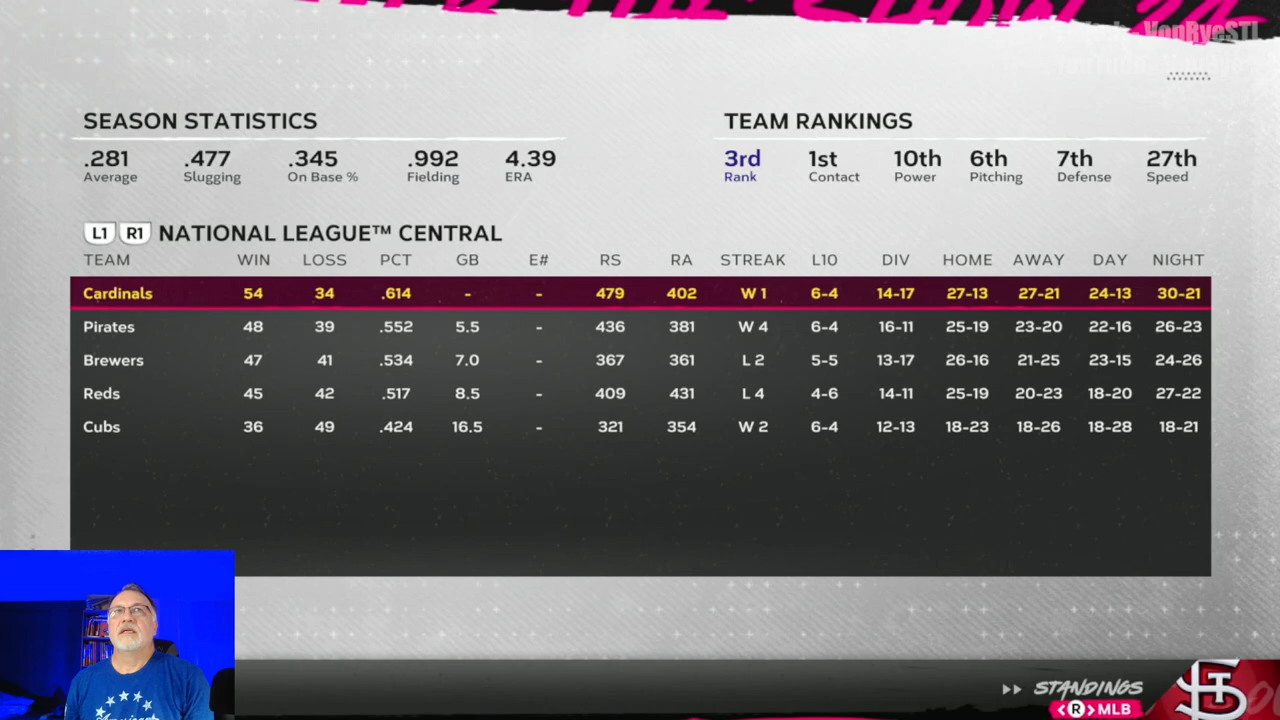 VonRyeSTL
SEASON STATISTICS
TEAM RANKINGS
.281 .477 .345 .992 4.39
Average Slugging On Base % Fielding ERA
3rd 1st 10th 6th 7th 27th
Rank Contact Power Pitching Defense Speed
L1 R1 NATIONAL LEAGUE™ CENTRAL
TEAM WIN LOSS PCT GB E# RS RA STREAK L10 DIV HOME AWAY DAY NIGHT
Cardinals 54 34 .614 - - 479 402 W 1 6-4 14-17 27-13 27-21 24-13 30-21
Pirates 48 39 .552 5.5 - 436 381 W 4 6-4 16-11 25-19 23-20 22-16 26-23
Brewers 47 41 .534 7.0 - 367 361 L 2 5-5 13-17 26-16 21-25 23-15 24-26
Reds 45 42 .517 8.5 - 409 431 L 4 4-6 14-11 25-19 20-23 18-20 27-22
Cubs 36 49 .424 16.5 - 321 354 W 2 6-4 12-13 18-23 18-26 18-28 18-21
STANDINGS
<R> MLB
STL